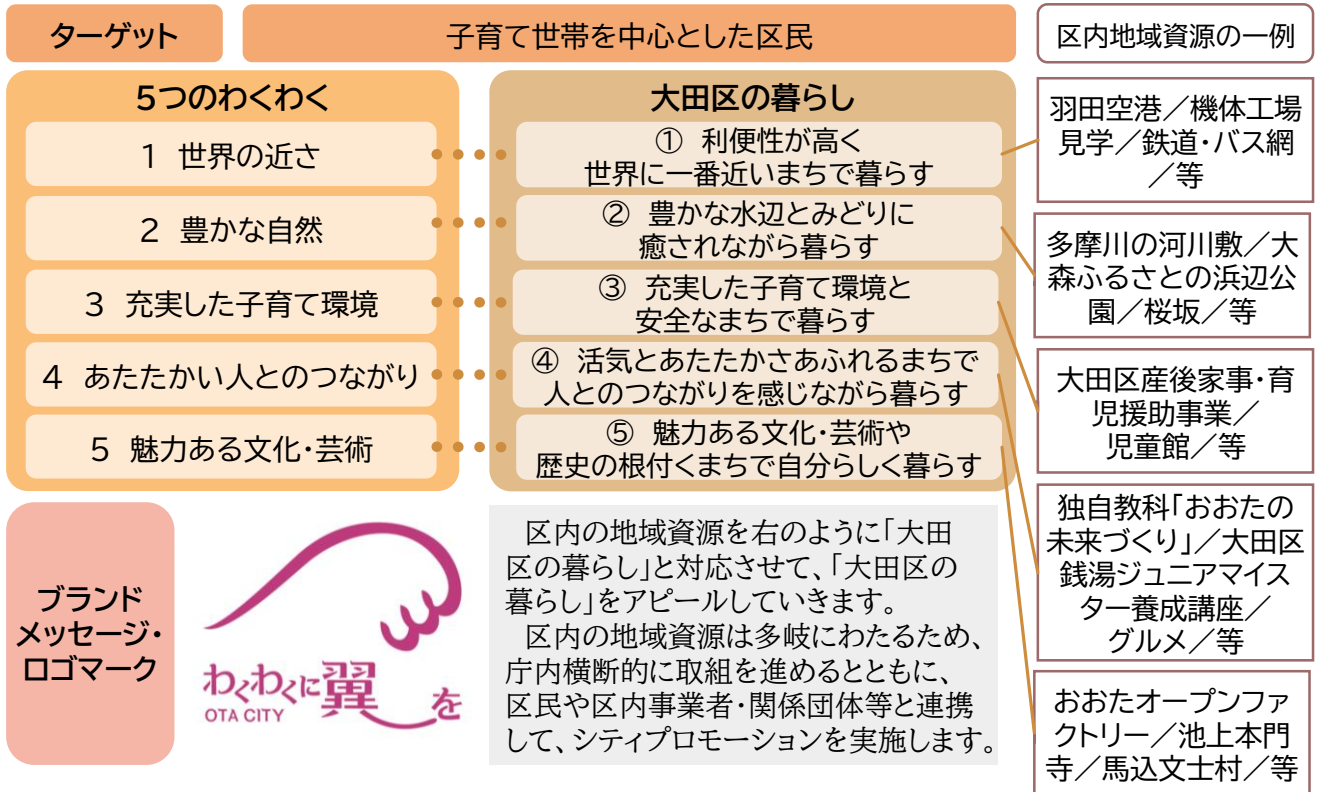 ターゲット
子育て世帯を中心とした区民
区内地域資源の一例
5つのわくわく
1 世界の近さ
2 豊かな自然
3 充実した子育て環境
4 あたたかい人とのつながり
5 魅力ある文化・芸術
大田区の暮らし
① 利便性が高く
世界に一番近いまちで暮らす
② 豊かな水辺とみどりに
癒されながら暮らす
③ 充実した子育て環境と
安全なまちで暮らす
④ 活気とあたたかさあふれるまちで
人とのつながりを感じながら暮らす
⑤ 魅力ある文化・芸術や
歴史の根付くまちで自分らしく暮らす
羽田空港／機体工場
見学／鉄道・バス網
／等
多摩川の河川敷／大
森ふるさとの浜辺公
園／桜坂／等
大田区産後家事・育
児援助事業／
児童館／等
独自教科「おおたの
未来づくり」／大田区
銭湯ジュニアマイス
ター養成講座／
グルメ／等
おおたオープンファ
クトリー／池上本門
寺／馬込文士村／等
ブランド
メッセージ・
ロゴマーク
わくわくに翼を
OTA CITY
区内の地域資源を右のように「大田
区の暮らし」と対応させて、「大田区の
暮らし」をアピールしていきます。
区内の地域資源は多岐にわたるため、
庁内横断的に取組を進めるとともに、
区民や区内事業者・関係団体等と連携
して、シティプロモーションを実施します。